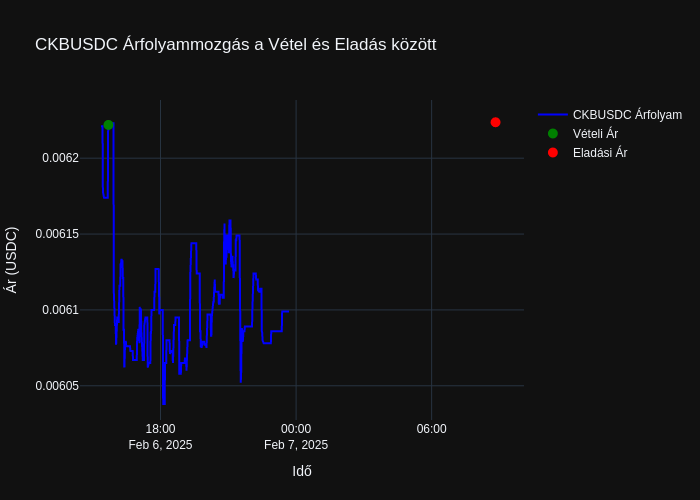 CKBUSDC Árfolyammozgás a Vétel és Eladás között
CKBUSDC Árfolyam
Vételi Ár
Eladási Ár
Ár (USDC)
0.0062
0.00615
0.0061
0.00605
18:00
Feb 6, 2025
00:00
Feb 7, 2025
06:00
Idő